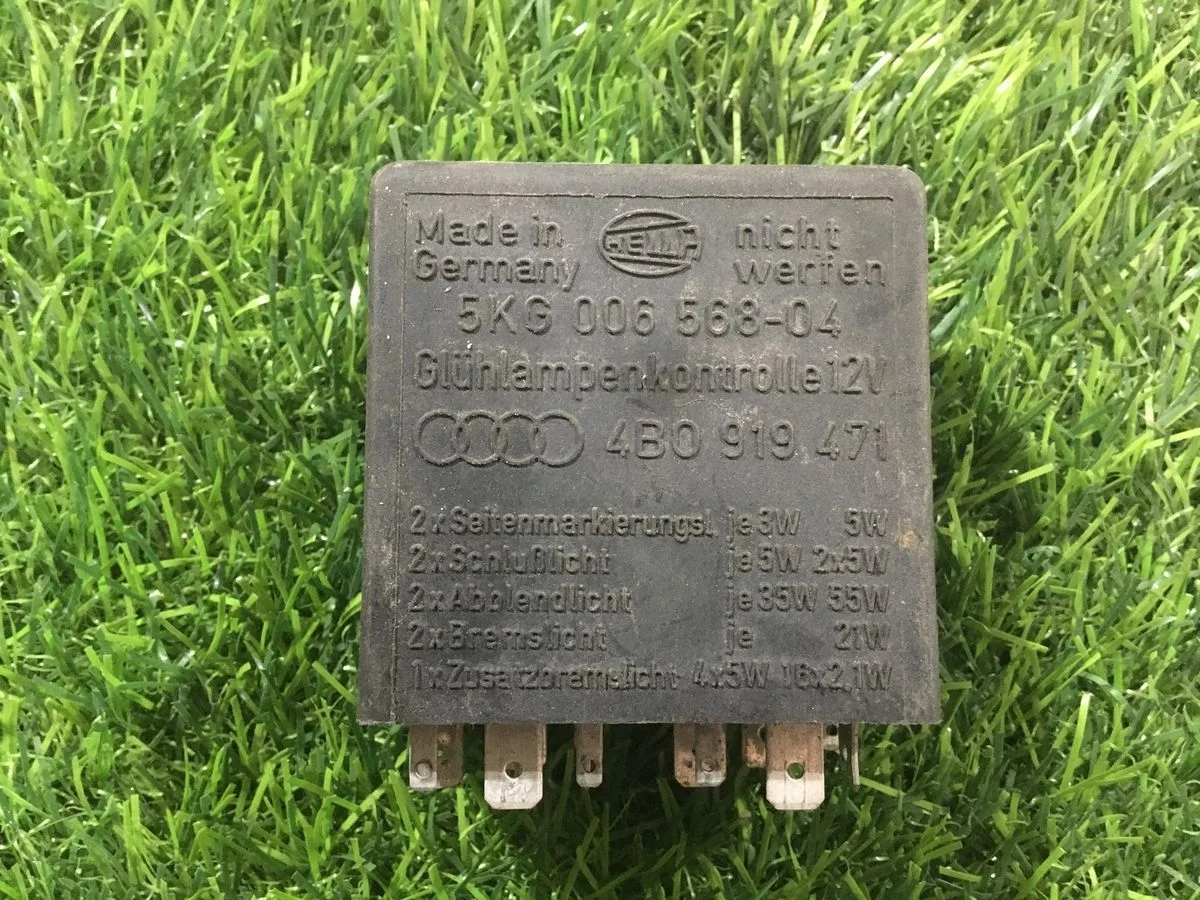 Made in HELLA nicht
Germany werfen
5KG 006 568-04
Glühlampenkontrolle 12V
4B0 919 471
2x Seitenmarkierungsl. je 3W 5W
2x Schlußlicht je 5W 2x5W
2x Abblendlicht je 35W 55W
2x Bremslicht je 21W
1x Zusatzbremslicht 4x5W 16x2,1W